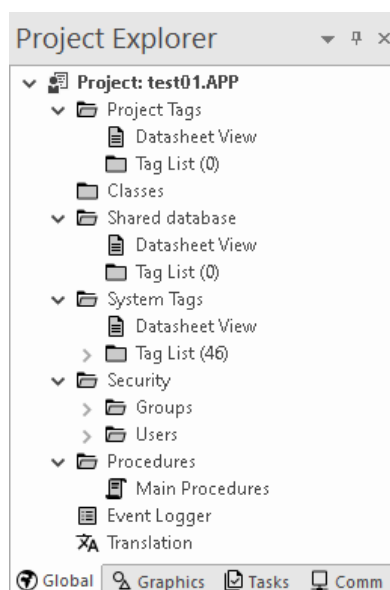 Project Explorer
Project: test01.APP
Project Tags
Datasheet View
Tag List (0)
Classes
Shared database
Datasheet View
Tag List (0)
System Tags
Datasheet View
Tag List (46)
Security
Groups
Users
Procedures
Main Procedures
Event Logger
Translation
Global Graphics Tasks Comm